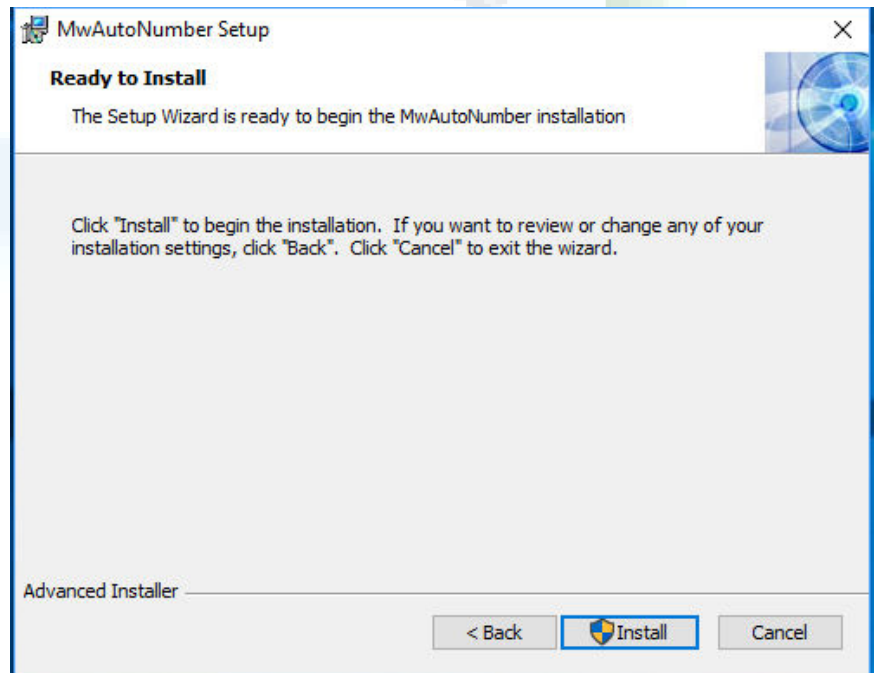 MwAutoNumber Setup
Ready to Install
The Setup Wizard is ready to begin the MwAutoNumber installation
Click "Install" to begin the installation.  If you want to review or change any of your
installation settings, click "Back".  Click "Cancel" to exit the wizard.
Advanced Installer
< Back Install Cancel